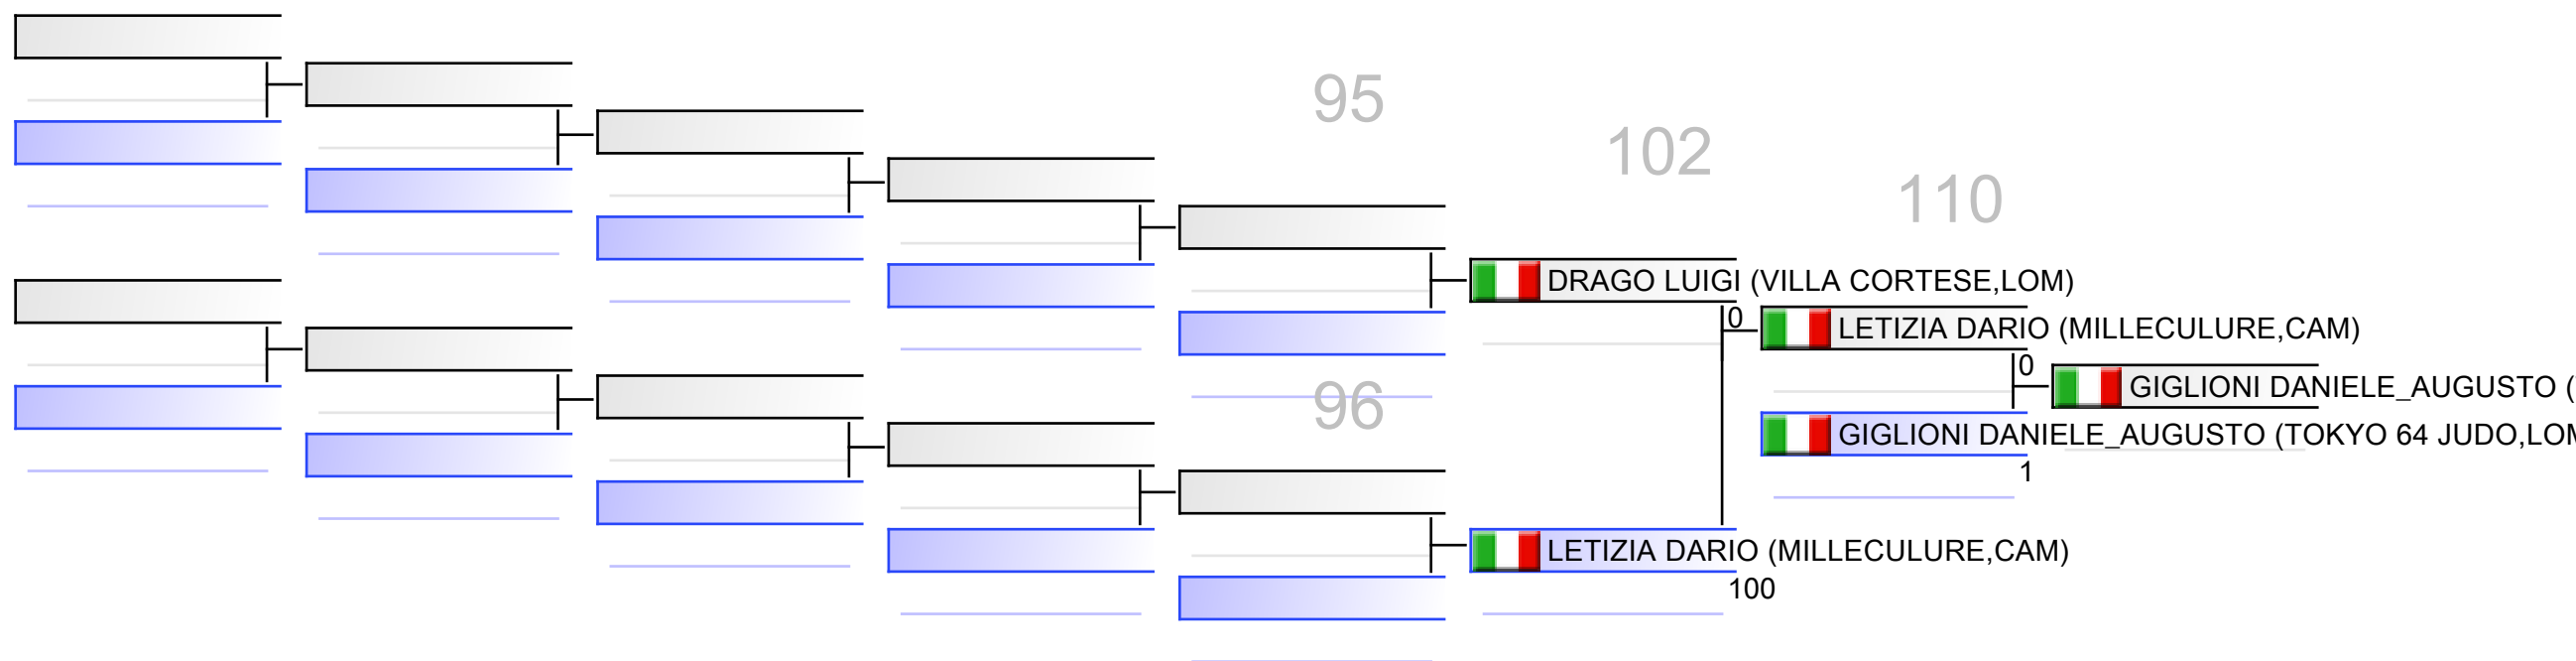 95
102
110
DRAGO LUIGI (VILLA CORTESE,LOM)
0
LETIZIA DARIO (MILLECULURE,CAM)
0
GIGLIONI DANIELE_AUGUSTO (
96
GIGLIONI DANIELE_AUGUSTO (TOKYO 64 JUDO,LOM
1
LETIZIA DARIO (MILLECULURE,CAM)
100